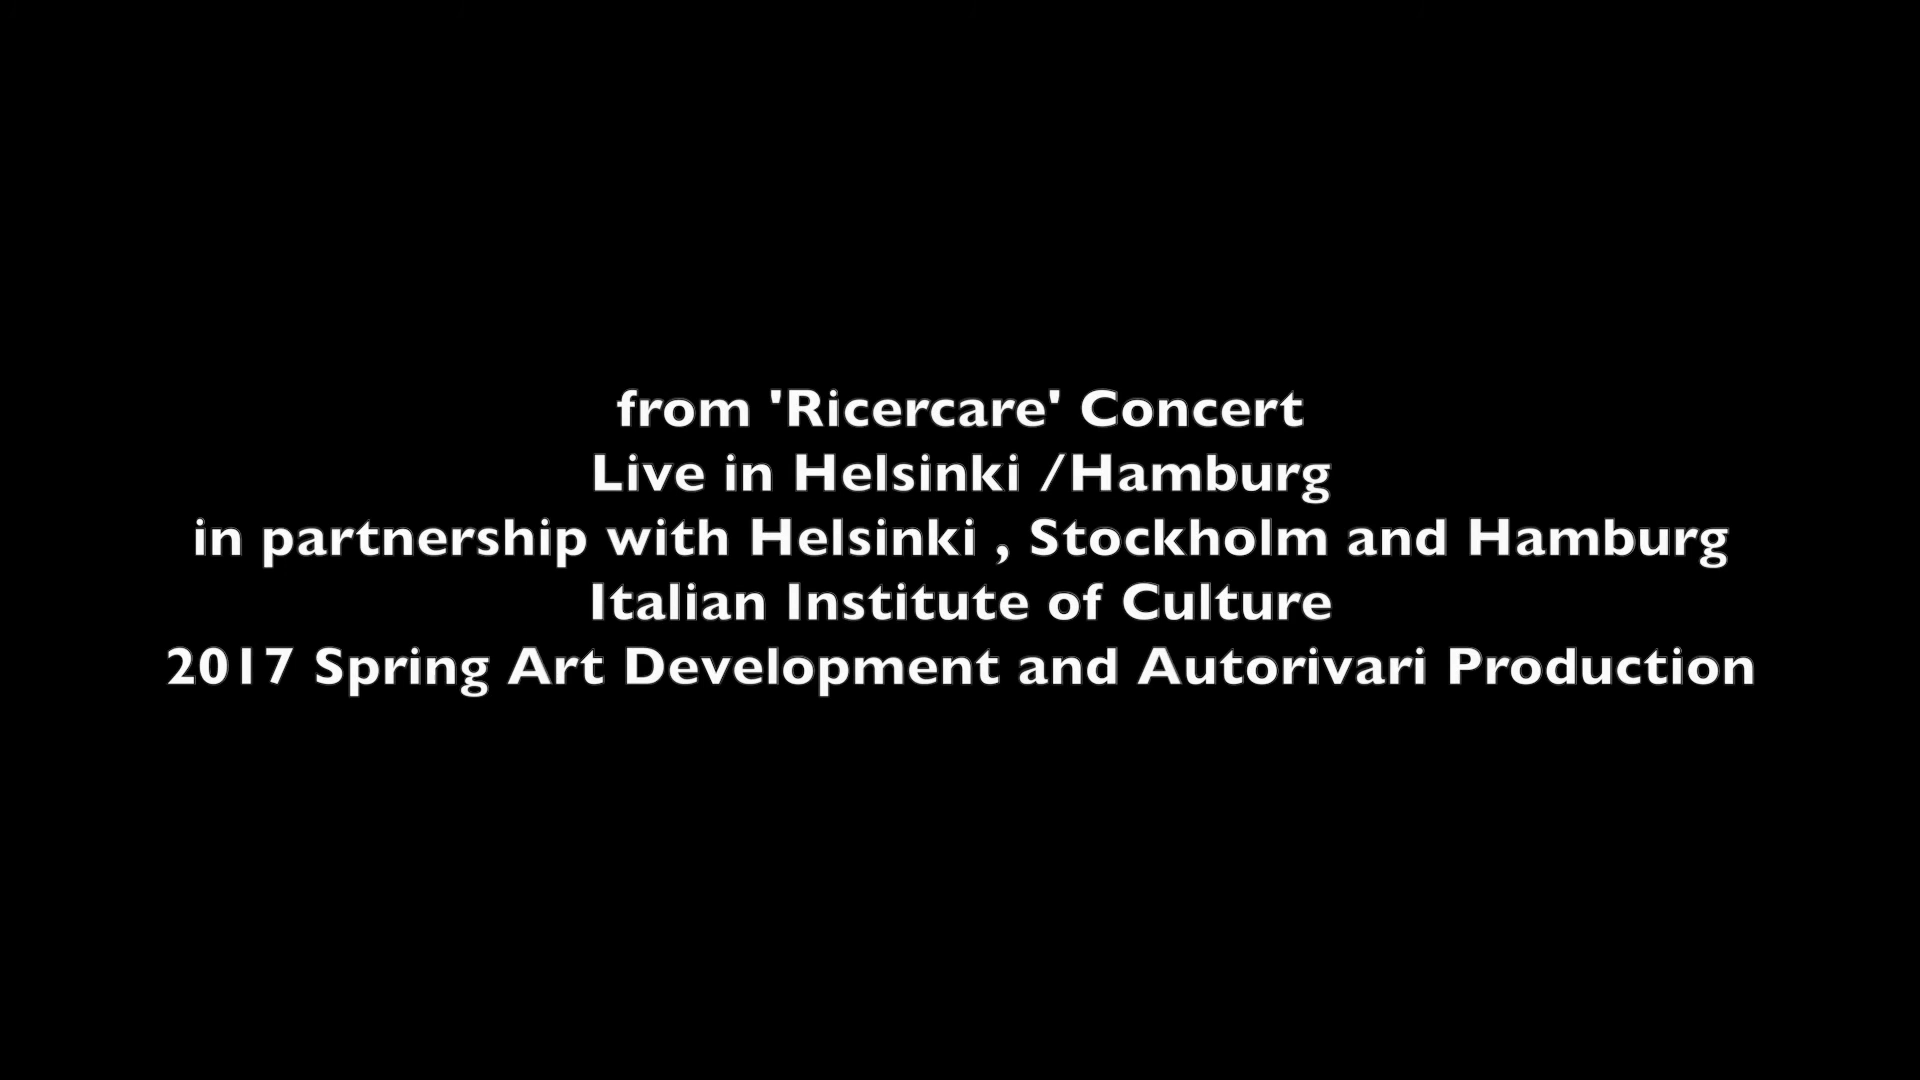 from 'Ricercare' Concert
Live in Helsinki /Hamburg
in partnership with Helsinki , Stockholm and Hamburg
Italian Institute of Culture
2017 Spring Art Development and Autorivari Production